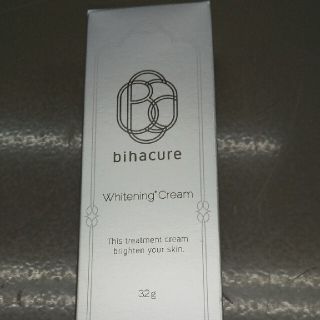 bihacure
Whitening* Cream
This treatment cream
brighten your skin.
32g